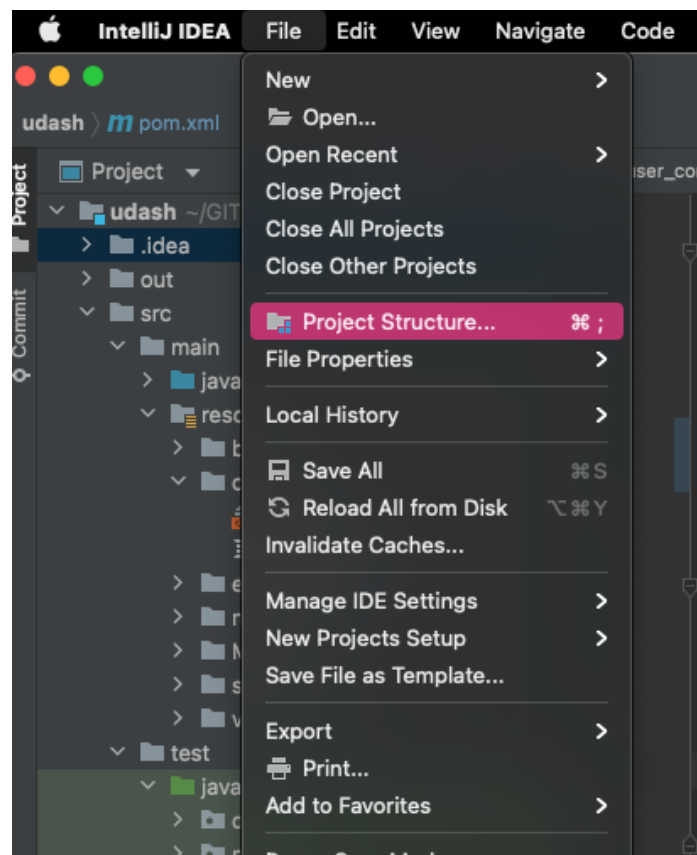 IntelliJ IDEA File Edit View Navigate Code
udash pom.xml
Project
Project
Commit
udash ~/GIT
.idea
out
src
main
java
test
java
New
Open...
Open Recent
Close Project
Close All Projects
Close Other Projects
Project Structure... ⌘ ;
File Properties
Local History
Save All ⌘ S
Reload All from Disk ⌥ ⌘ Y
Invalidate Caches...
Manage IDE Settings
New Projects Setup
Save File as Template...
Export
Print...
Add to Favorites